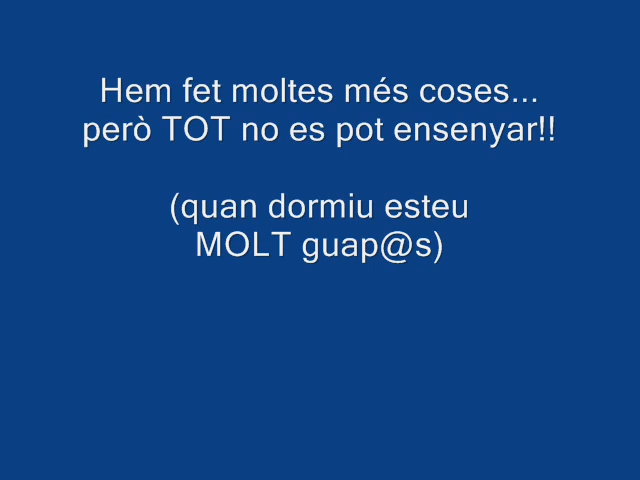 Hem fet moltes més coses...
però TOT no es pot ensenyar!!
(quan dormiu esteu
MOLT guap@s)